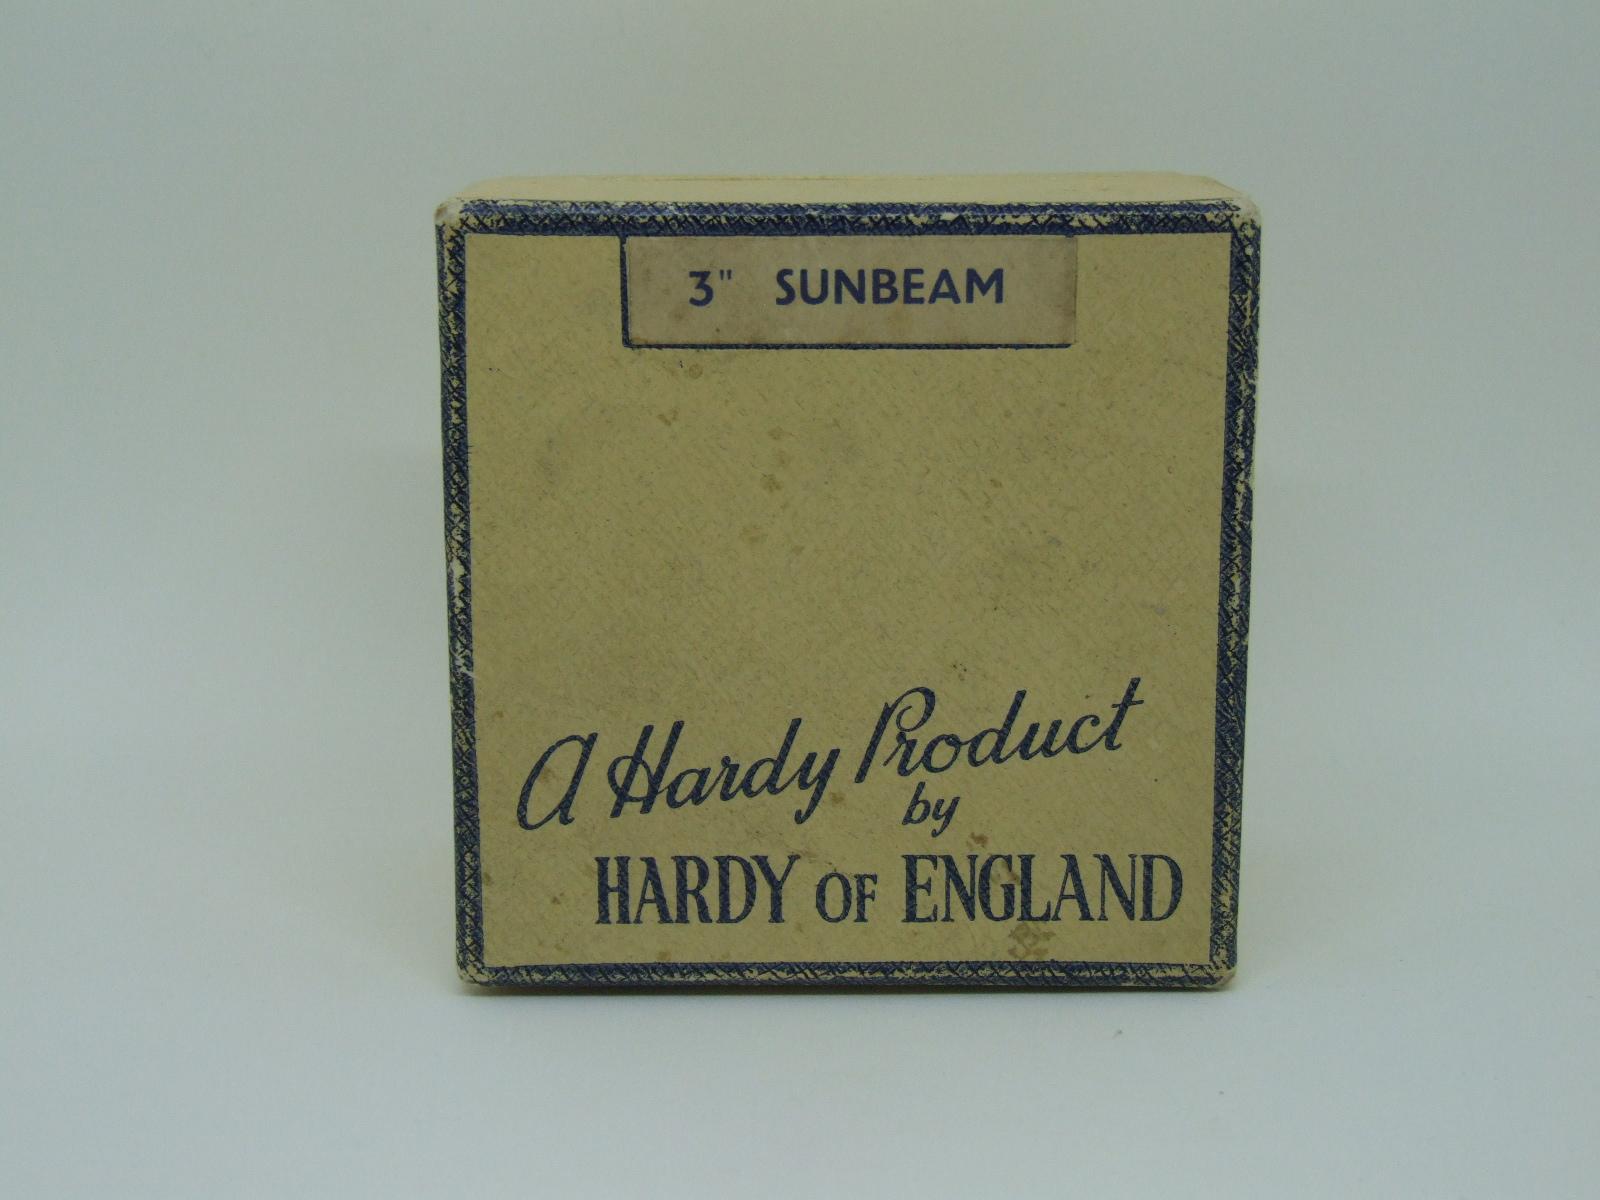 3" SUNBEAM
A Hardy Product
by
HARDY OF ENGLAND